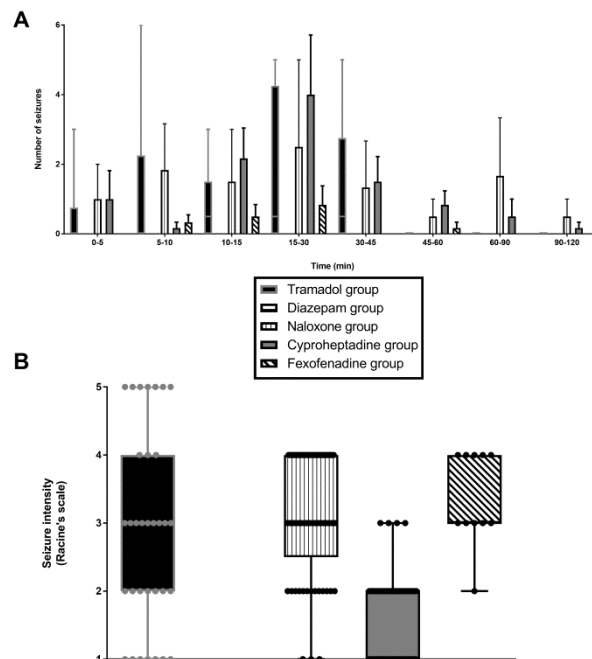 A
Number of seizures
6
4
2
0
0-5 5-10 10-15 15-30 30-45 45-60 60-90 90-120
Time (min)
Tramadol group
Diazepam group
Naloxone group
Cyproheptadine group
Fexofenadine group
B
Seizure intensity
(Racine's scale)
5
4
3
2
1